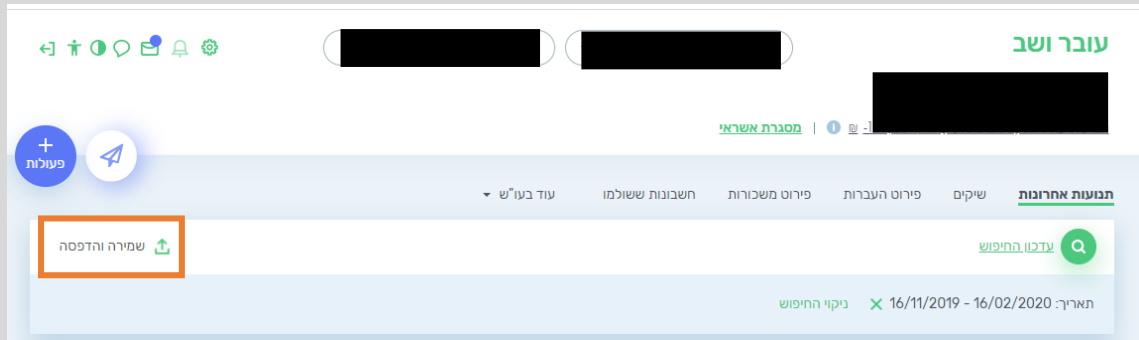 עובר ושב
₪ | מסגרת אשראי
+ פעולות
תנועות אחרונות שיקים פירוט העברות פירוט משכורות חשבונות ששולמו עוד בעו"ש
עדכון החיפוש שמירה והדפסה
תאריך: 16/11/2019 - 16/02/2020 ניקוי החיפוש